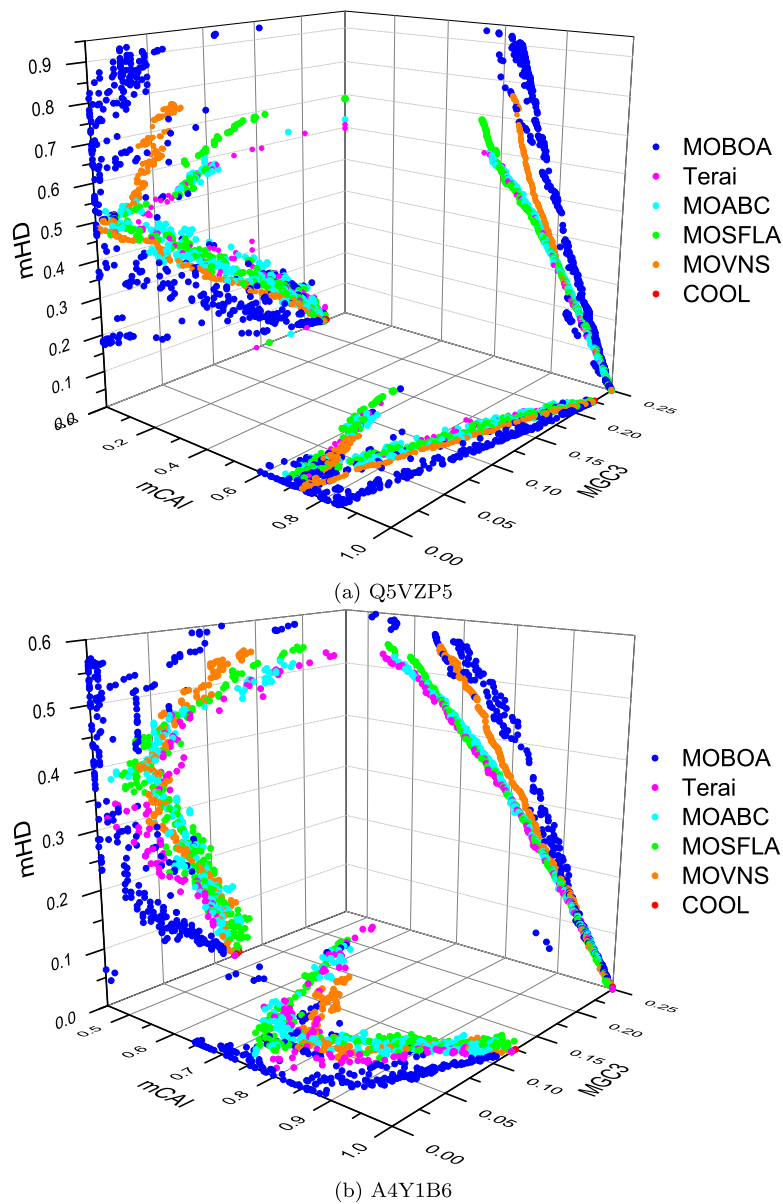 0.9
0.8
0.7
0.6
0.5
0.4
0.3
0.2
0.1
0.0
mHD
0.2
0.4
0.6
0.8
1.0
mCAI
0.00
0.05
0.10
0.15
0.20
0.25
MGC3
MOBOA
Terai
MOABC
MOSFLA
MOVNS
COOL
(a) Q5VZP5
0.6
0.5
0.4
0.3
0.2
0.1
0.0
mHD
0.5
0.6
0.7
0.8
0.9
1.0
mCAI
0.00
0.05
0.10
0.15
0.20
0.25
MGC3
MOBOA
Terai
MOABC
MOSFLA
MOVNS
COOL
(b) A4Y1B6